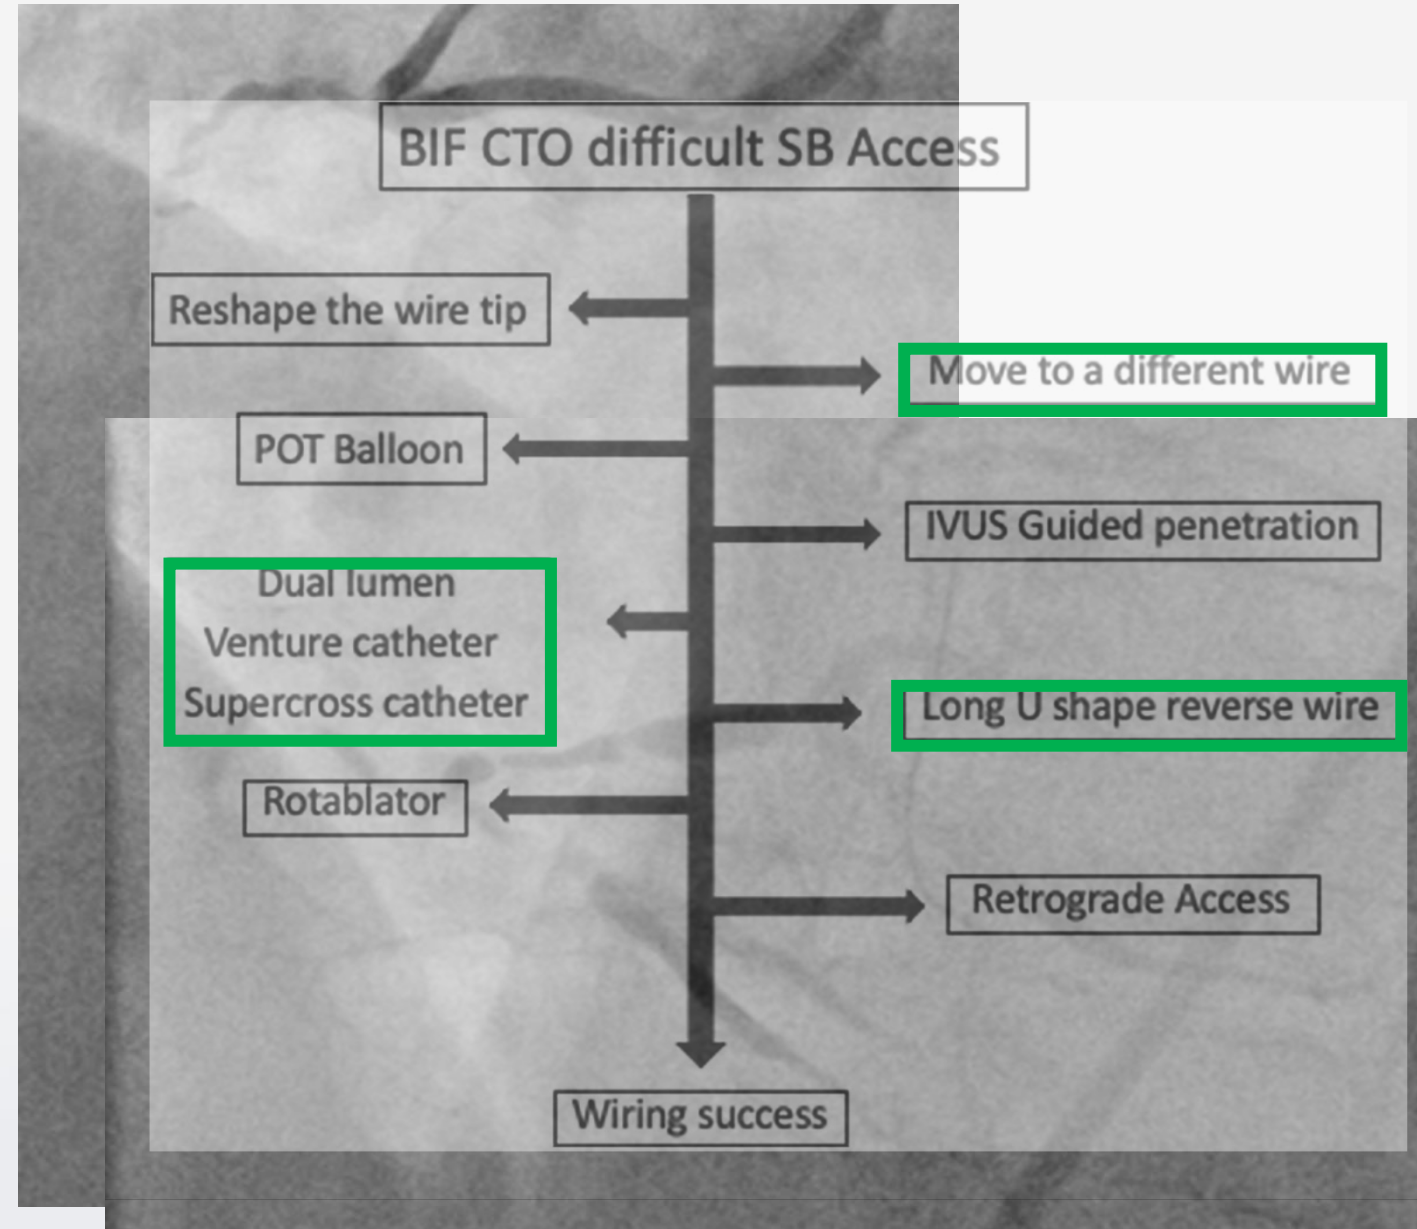 BIF CTO difficult SB Access
Reshape the wire tip
Move to a different wire
POT Balloon
IVUS Guided penetration
Dual lumen
Venture catheter
Supercross catheter
Long U shape reverse wire
Rotablator
Retrograde Access
Wiring success